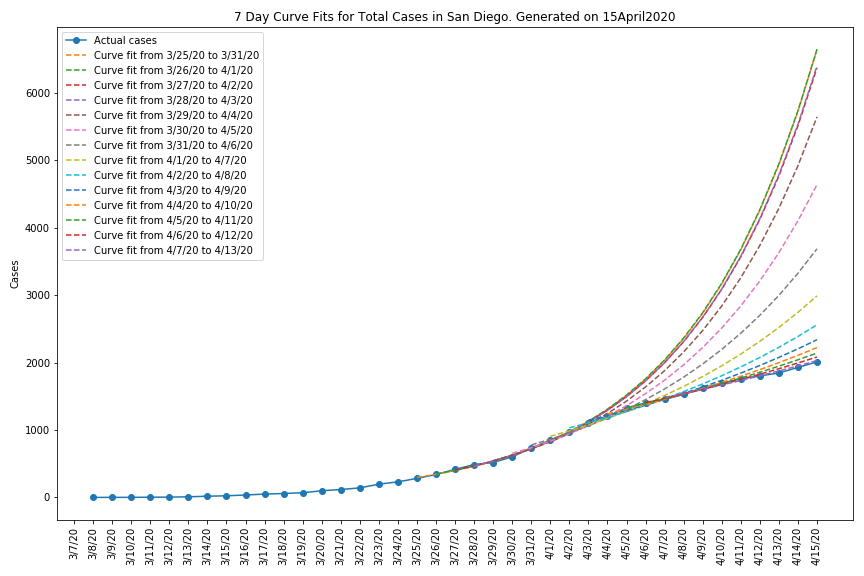 7 Day Curve Fits for Total Cases in San Diego. Generated on 15April2020
Actual cases
Curve fit from 3/25/20 to 3/31/20
Curve fit from 3/26/20 to 4/1/20
Curve fit from 3/27/20 to 4/2/20
Curve fit from 3/28/20 to 4/3/20
Curve fit from 3/29/20 to 4/4/20
Curve fit from 3/30/20 to 4/5/20
Curve fit from 3/31/20 to 4/6/20
Curve fit from 4/1/20 to 4/7/20
Curve fit from 4/2/20 to 4/8/20
Curve fit from 4/3/20 to 4/9/20
Curve fit from 4/4/20 to 4/10/20
Curve fit from 4/5/20 to 4/11/20
Curve fit from 4/6/20 to 4/12/20
Curve fit from 4/7/20 to 4/13/20
Cases
6000
5000
4000
3000
2000
1000
0
3/7/20
3/8/20
3/9/20
3/10/20
3/11/20
3/12/20
3/13/20
3/14/20
3/15/20
3/16/20
3/17/20
3/18/20
3/19/20
3/20/20
3/21/20
3/22/20
3/23/20
3/24/20
3/25/20
3/26/20
3/27/20
3/28/20
3/29/20
3/30/20
3/31/20
4/1/20
4/2/20
4/3/20
4/4/20
4/5/20
4/6/20
4/7/20
4/8/20
4/9/20
4/10/20
4/11/20
4/12/20
4/13/20
4/14/20
4/15/20